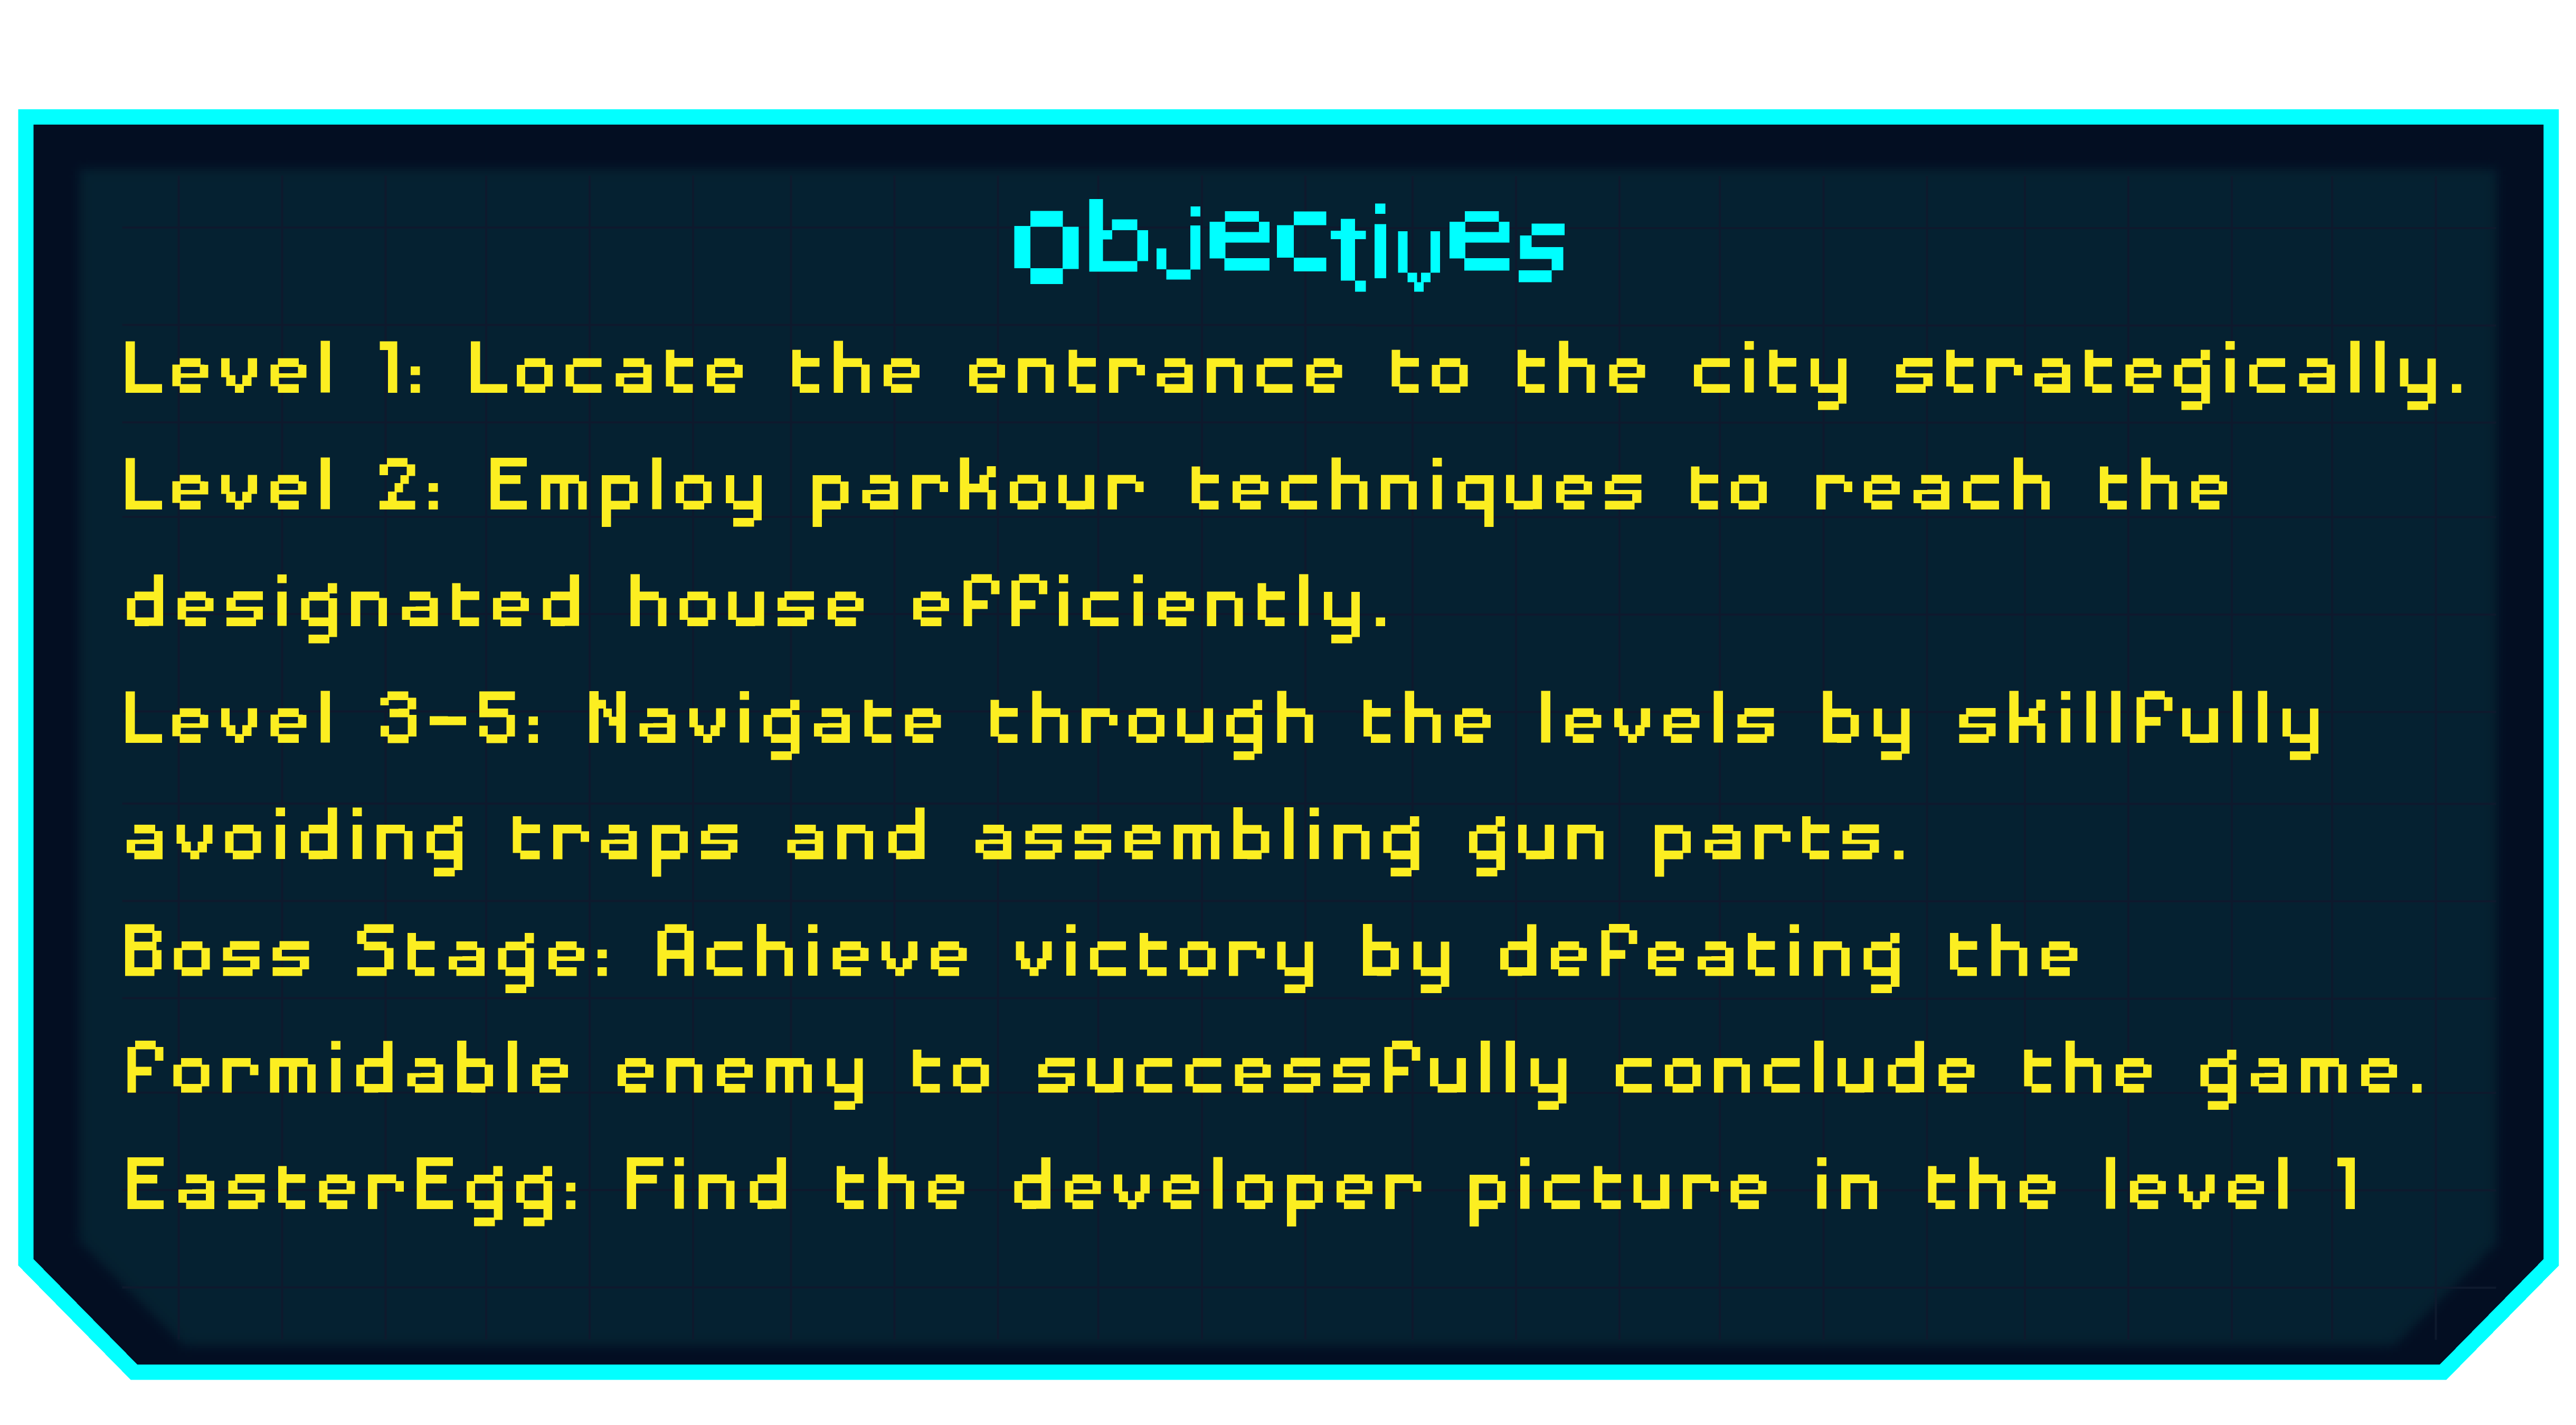 Objectives
Level 1: Locate the entrance to the city strategically.
Level 2: Employ parkour techniques to reach the
designated house efficiently.
Level 3-5: Navigate through the levels by skillfully
avoiding traps and assembling gun parts.
Boss Stage: Achieve victory by defeating the
formidable enemy to successfully conclude the game.
EasterEgg: Find the developer picture in the level 1